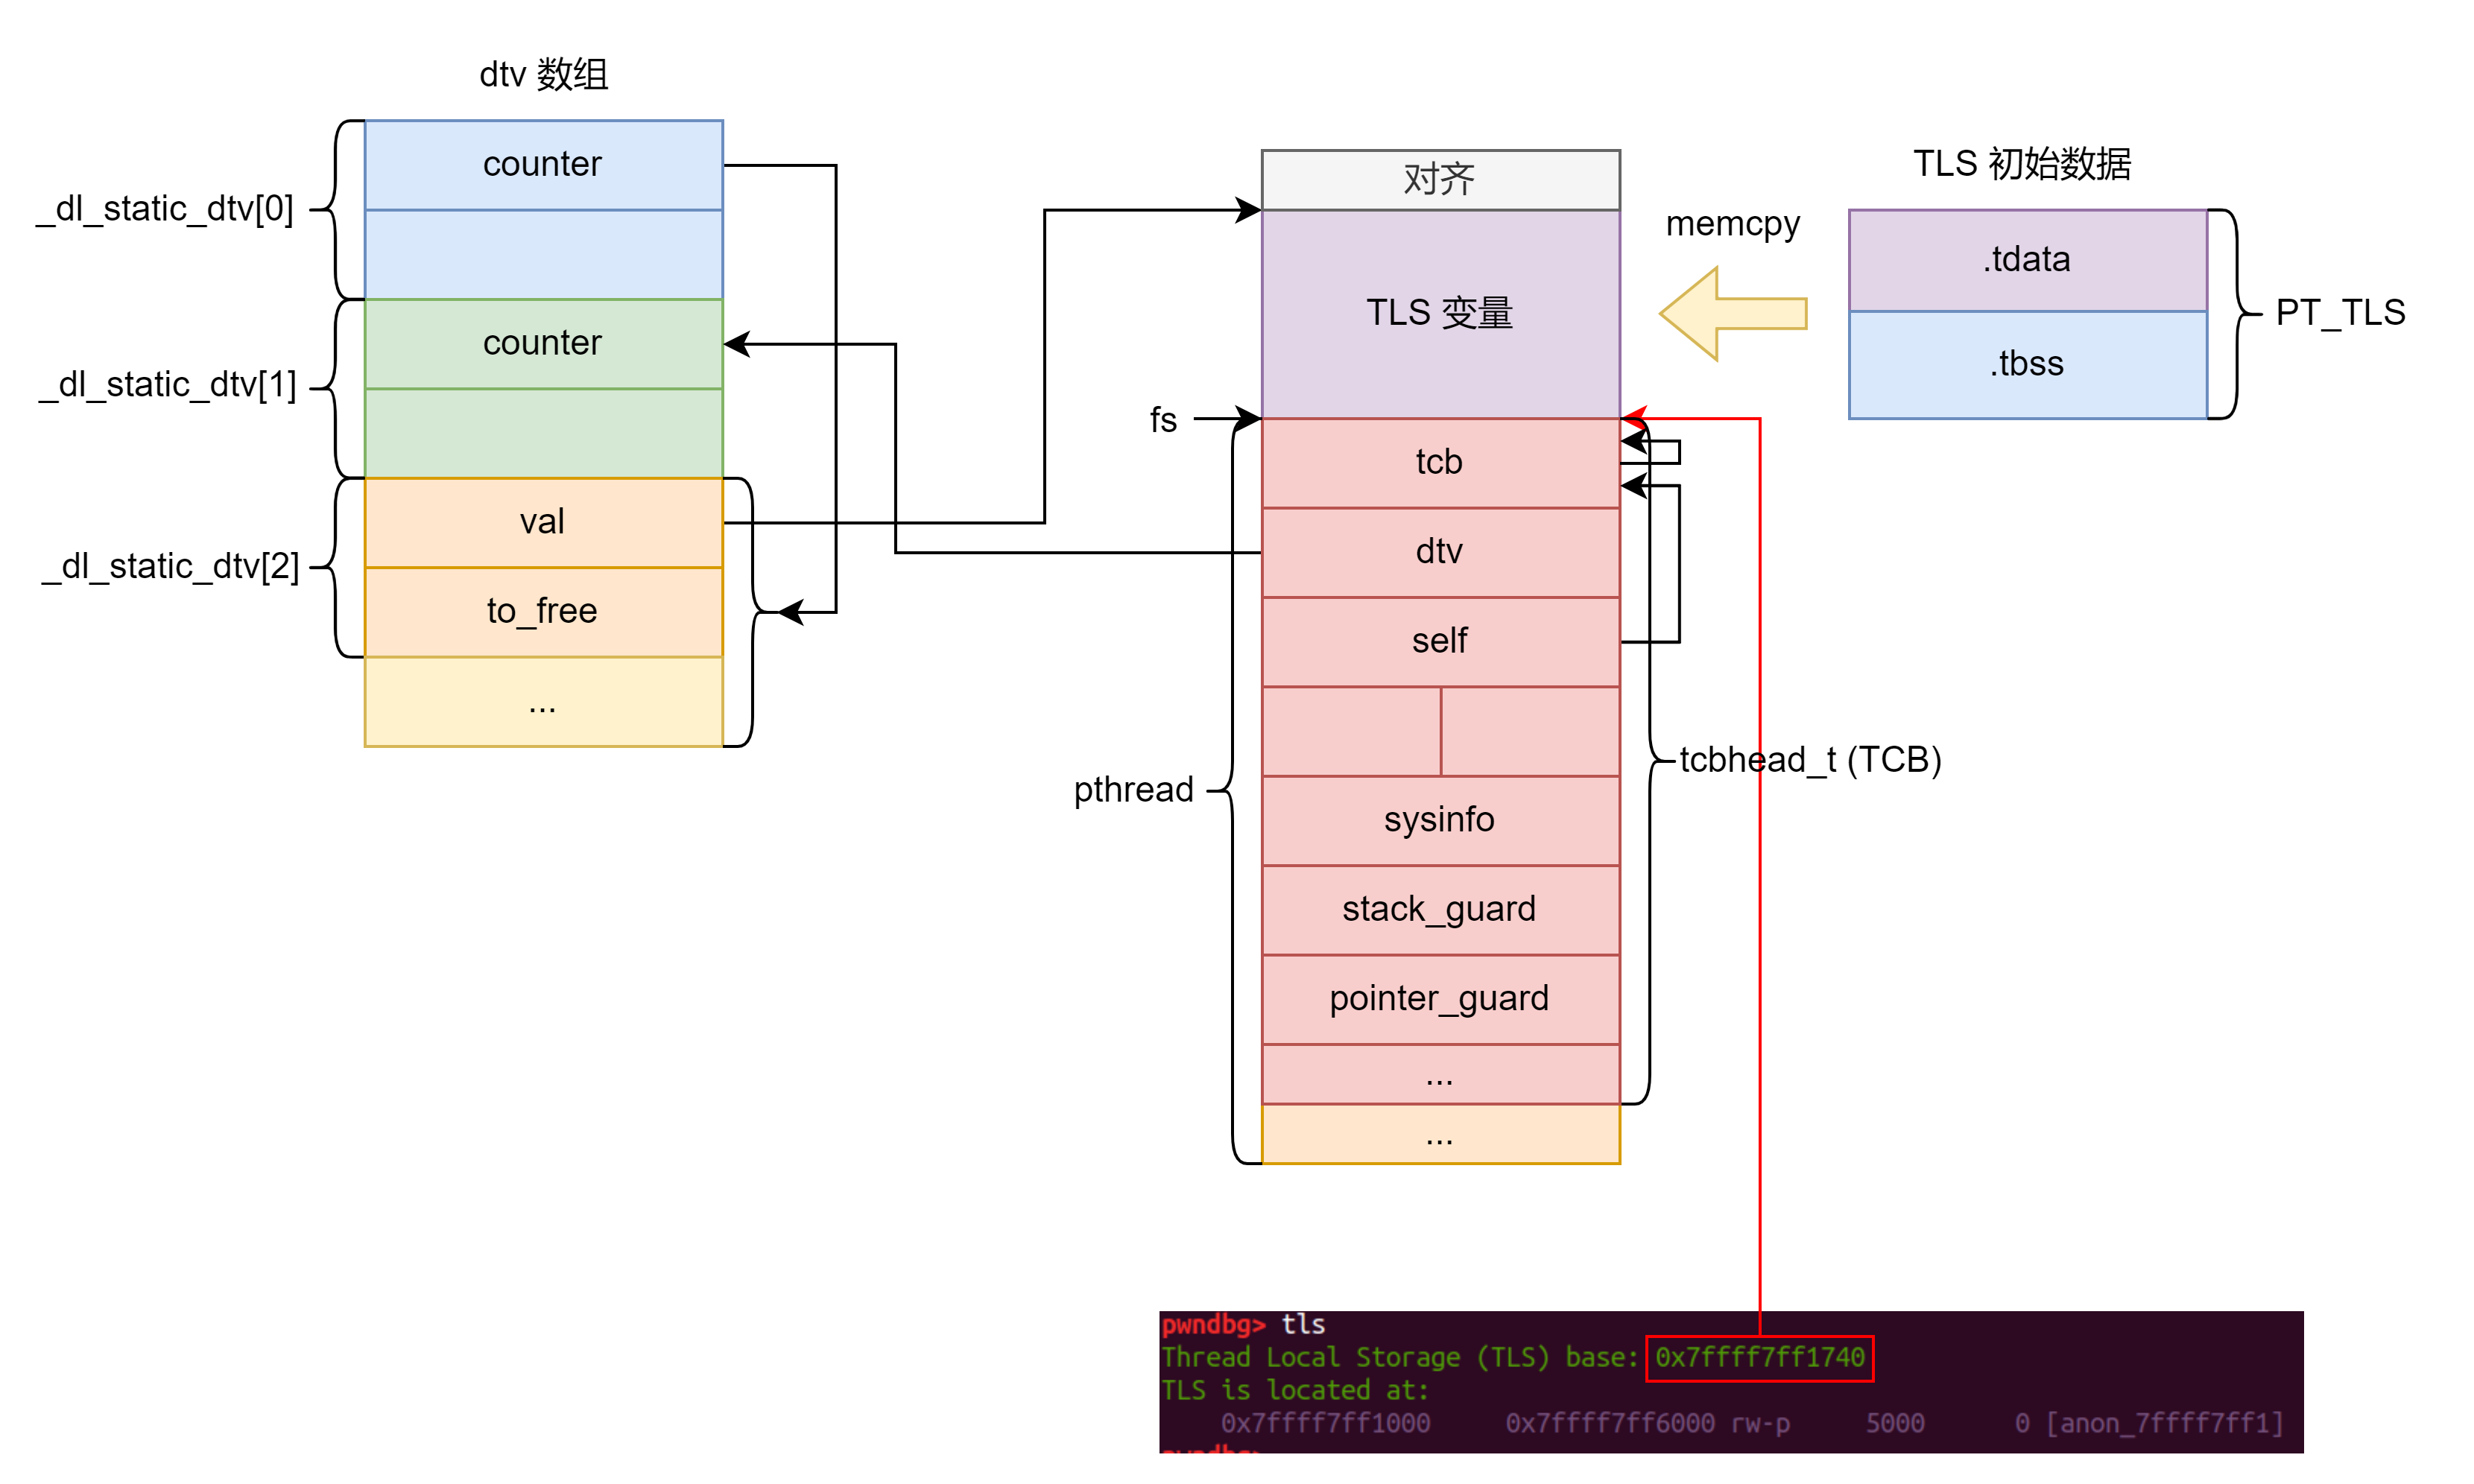 dtv 数组
counter
_dl_static_dtv[0]
counter
_dl_static_dtv[1]
val
_dl_static_dtv[2]
to_free
...
对齐
TLS 变量
memcpy
TLS 初始数据
.tdata
.tbss
PT_TLS
fs
tcb
dtv
self
pthread
tcbhead_t (TCB)
sysinfo
stack_guard
pointer_guard
...
...
pwndbg> tls
Thread Local Storage (TLS) base: 0x7ffff7ff1740
TLS is located at:
0x7ffff7ff1000 0x7ffff7ff6000 rw-p 5000 0 [anon_7ffff7ff1]